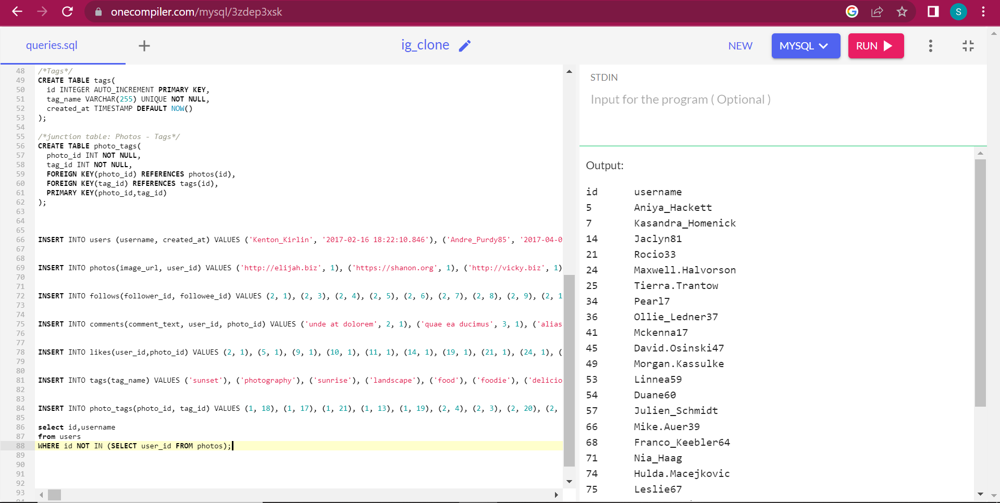 onecompiler.com/mysql/3zdep3xsk
G
S
queries.sql
+
ig_clone
NEW
MYSQL
RUN
48 /*Tags*/
49 CREATE TABLE tags(
50 id INTEGER AUTO_INCREMENT PRIMARY KEY,
51 tag_name VARCHAR(255) UNIQUE NOT NULL,
52 created_at TIMESTAMP DEFAULT NOW()
53 );
54
55 /*junction table: Photos - Tags*/
56 CREATE TABLE photo_tags(
57 photo_id INT NOT NULL,
58 tag_id INT NOT NULL,
59 FOREIGN KEY(photo_id) REFERENCES photos(id),
60 FOREIGN KEY(tag_id) REFERENCES tags(id),
61 PRIMARY KEY(photo_id,tag_id)
62 );
63
64
65
66 INSERT INTO users (username, created_at) VALUES ('Kenton_Kirlin', '2017-02-16 18:22:10.846'), ('Andre_Purdy85', '2017-04-0
67
68
69 INSERT INTO photos(image_url, user_id) VALUES ('http://elijah.biz', 1), ('https://shanon.org', 1), ('http://vicky.biz', 1)
70
71
72 INSERT INTO follows(follower_id, followee_id) VALUES (2, 1), (2, 3), (2, 4), (2, 5), (2, 6), (2, 7), (2, 8), (2, 9), (2, 1
73
74
75 INSERT INTO comments(comment_text, user_id, photo_id) VALUES ('unde at dolorem', 2, 1), ('quae ea ducimus', 3, 1), ('alias
76
77
78 INSERT INTO likes(user_id,photo_id) VALUES (2, 1), (5, 1), (9, 1), (10, 1), (11, 1), (14, 1), (19, 1), (21, 1), (24, 1), (
79
80
81 INSERT INTO tags(tag_name) VALUES ('sunset'), ('photography'), ('sunrise'), ('landscape'), ('food'), ('foodie'), ('delicio
82
83
84 INSERT INTO photo_tags(photo_id, tag_id) VALUES (1, 18), (1, 17), (1, 21), (1, 13), (1, 19), (2, 4), (2, 3), (2, 20), (2,
85
86 select id,username
87 from users
88 WHERE id NOT IN (SELECT user_id FROM photos);
89
90
91
92
93
94
STDIN
Input for the program ( Optional )
Output:
id username
5 Aniya_Hackett
7 Kasandra_Homenick
14 Jaclyn81
21 Rocio33
24 Maxwell.Halvorson
25 Tierra.Trantow
34 Pearl7
36 Ollie_Ledner37
41 Mckenna17
45 David.Osinski47
49 Morgan.Kassulke
53 Linnea59
54 Duane60
57 Julien_Schmidt
66 Mike.Auer39
68 Franco_Keebler64
71 Nia_Haag
74 Hulda.Macejkovic
75 Leslie67